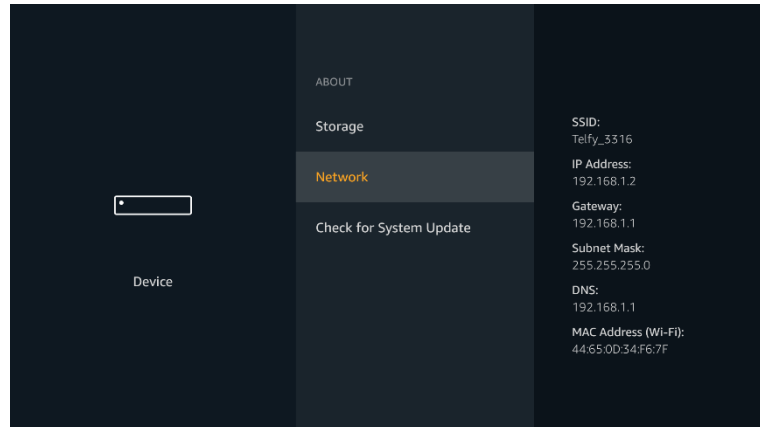 Device
ABOUT
Storage
Network
Check for System Update
SSID:
Telfy_3316
IP Address:
192.168.1.2
Gateway:
192.168.1.1
Subnet Mask:
255.255.255.0
DNS:
192.168.1.1
MAC Address (Wi-Fi):
44:65:0D:34:F6:7F